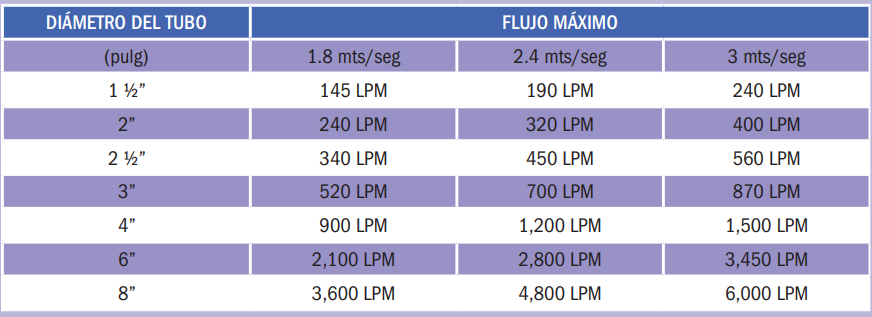 DIÁMETRO DEL TUBO FLUJO MÁXIMO
(pulg) 1.8 mts/seg 2.4 mts/seg 3 mts/seg
1 ½” 145 LPM 190 LPM 240 LPM
2” 240 LPM 320 LPM 400 LPM
2 ½” 340 LPM 450 LPM 560 LPM
3” 520 LPM 700 LPM 870 LPM
4” 900 LPM 1,200 LPM 1,500 LPM
6” 2,100 LPM 2,800 LPM 3,450 LPM
8” 3,600 LPM 4,800 LPM 6,000 LPM